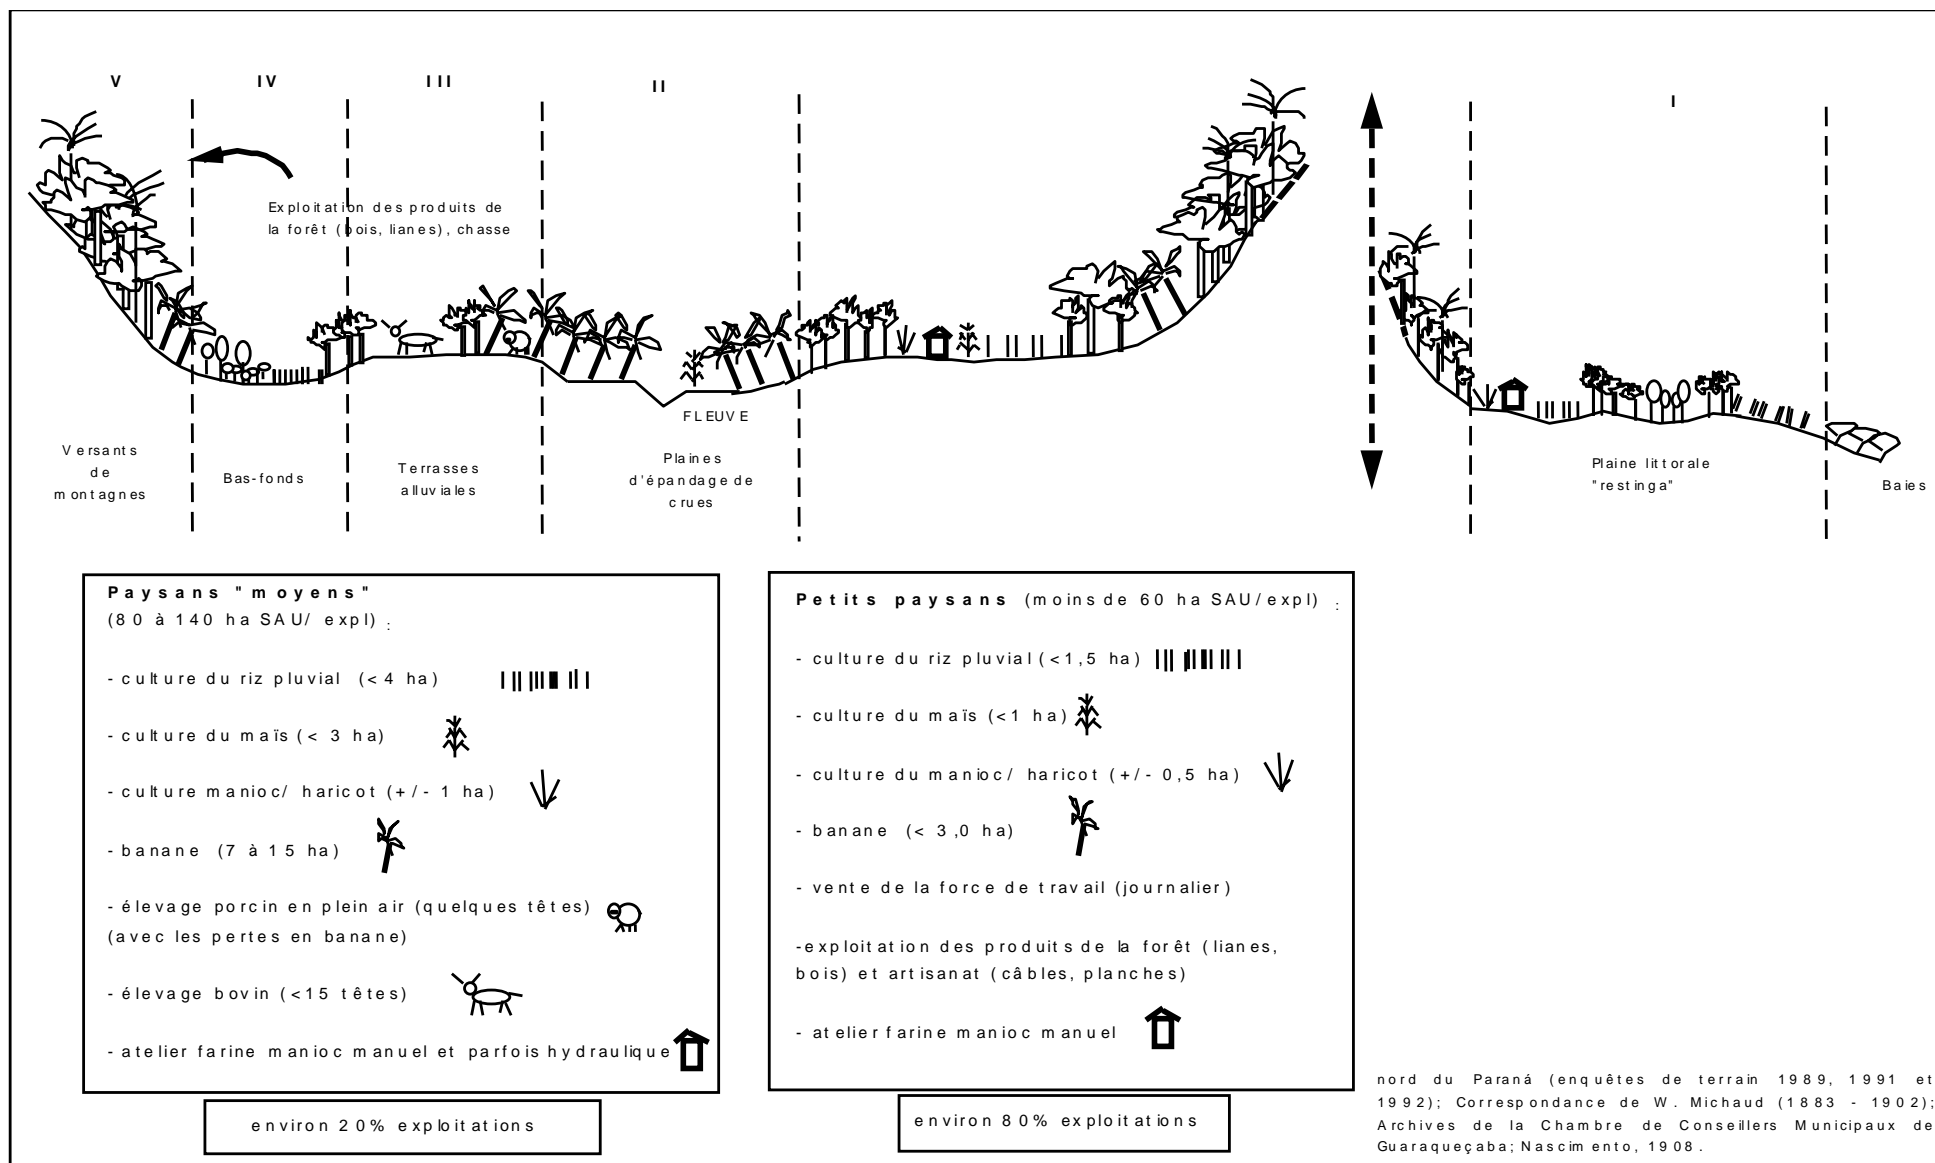 V
IV
III
II
I
Exploitation des produits de
la forêt (bois, lianes), chasse
FLEUVE
Versants
de
montagnes
Bas-fonds
Terrasses
alluviales
Plaines
d'épandage de
crues
Plaine littorale
"restinga"
Baies
Paysans "moyens"
(80 à 140 ha SAU/ expl) :
- culture du riz pluvial (<4 ha)
- culture du maïs (< 3 ha)
- culture manioc/ haricot (+/- 1 ha)
- banane (7 à 15 ha)
- élevage porcin en plein air (quelques têtes)
(avec les pertes en banane)
- élevage bovin (<15 têtes)
- atelier farine manioc manuel et parfois hydraulique
environ 20% exploitations
Petits paysans (moins de 60 ha SAU/expl) :
- culture du riz pluvial (<1,5 ha)
- culture du maïs (<1 ha)
- culture du manioc/ haricot (+/- 0,5 ha)
- banane (< 3,0 ha)
- vente de la force de travail (journalier)
-exploitation des produits de la forêt (lianes,
bois) et artisanat (câbles, planches)
- atelier farine manioc manuel
environ 80% exploitations
nord du Paraná (enquêtes de terrain 1989, 1991 et
1992); Correspondance de W. Michaud (1883 - 1902);
Archives de la Chambre de Conseillers Municipaux de
Guaraqueçaba; Nascimento, 1908.